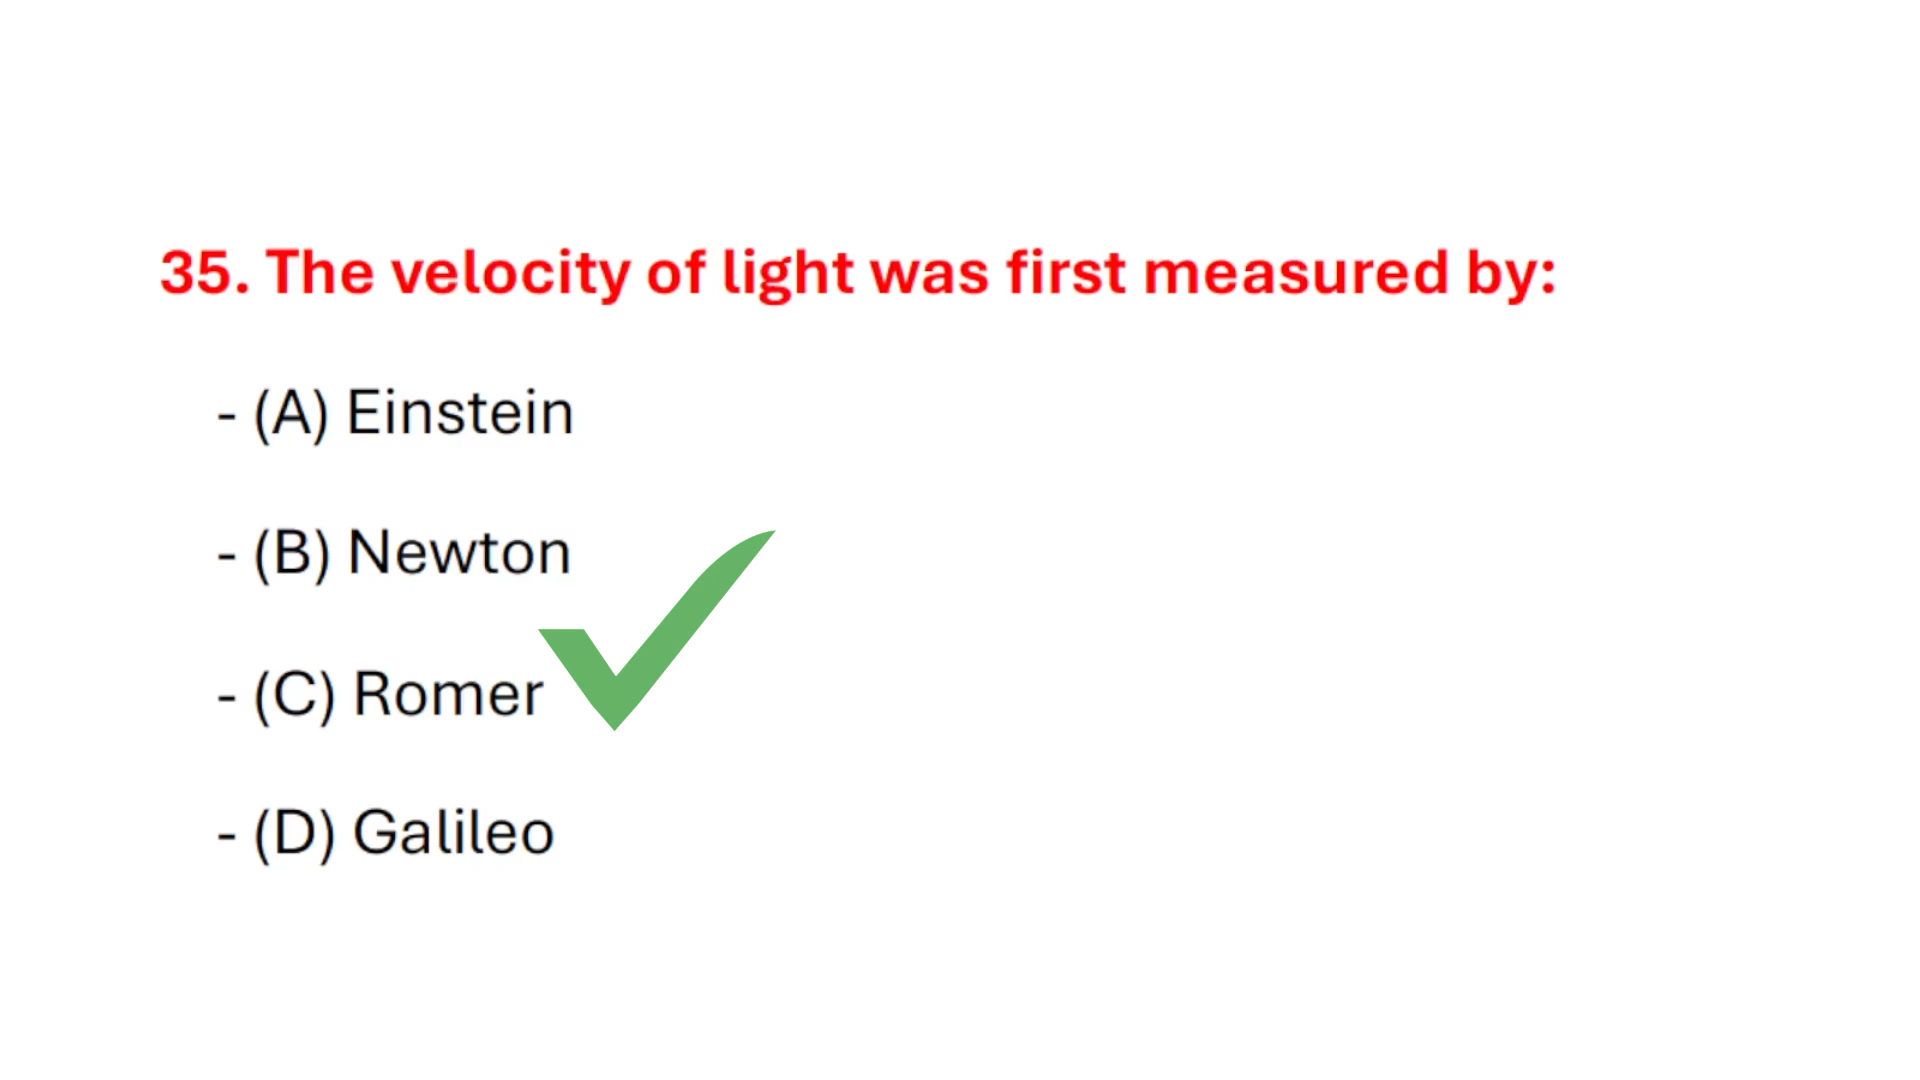 35. The velocity of light was first measured by:
- (A) Einstein
- (B) Newton
- (C) Romer
- (D) Galileo